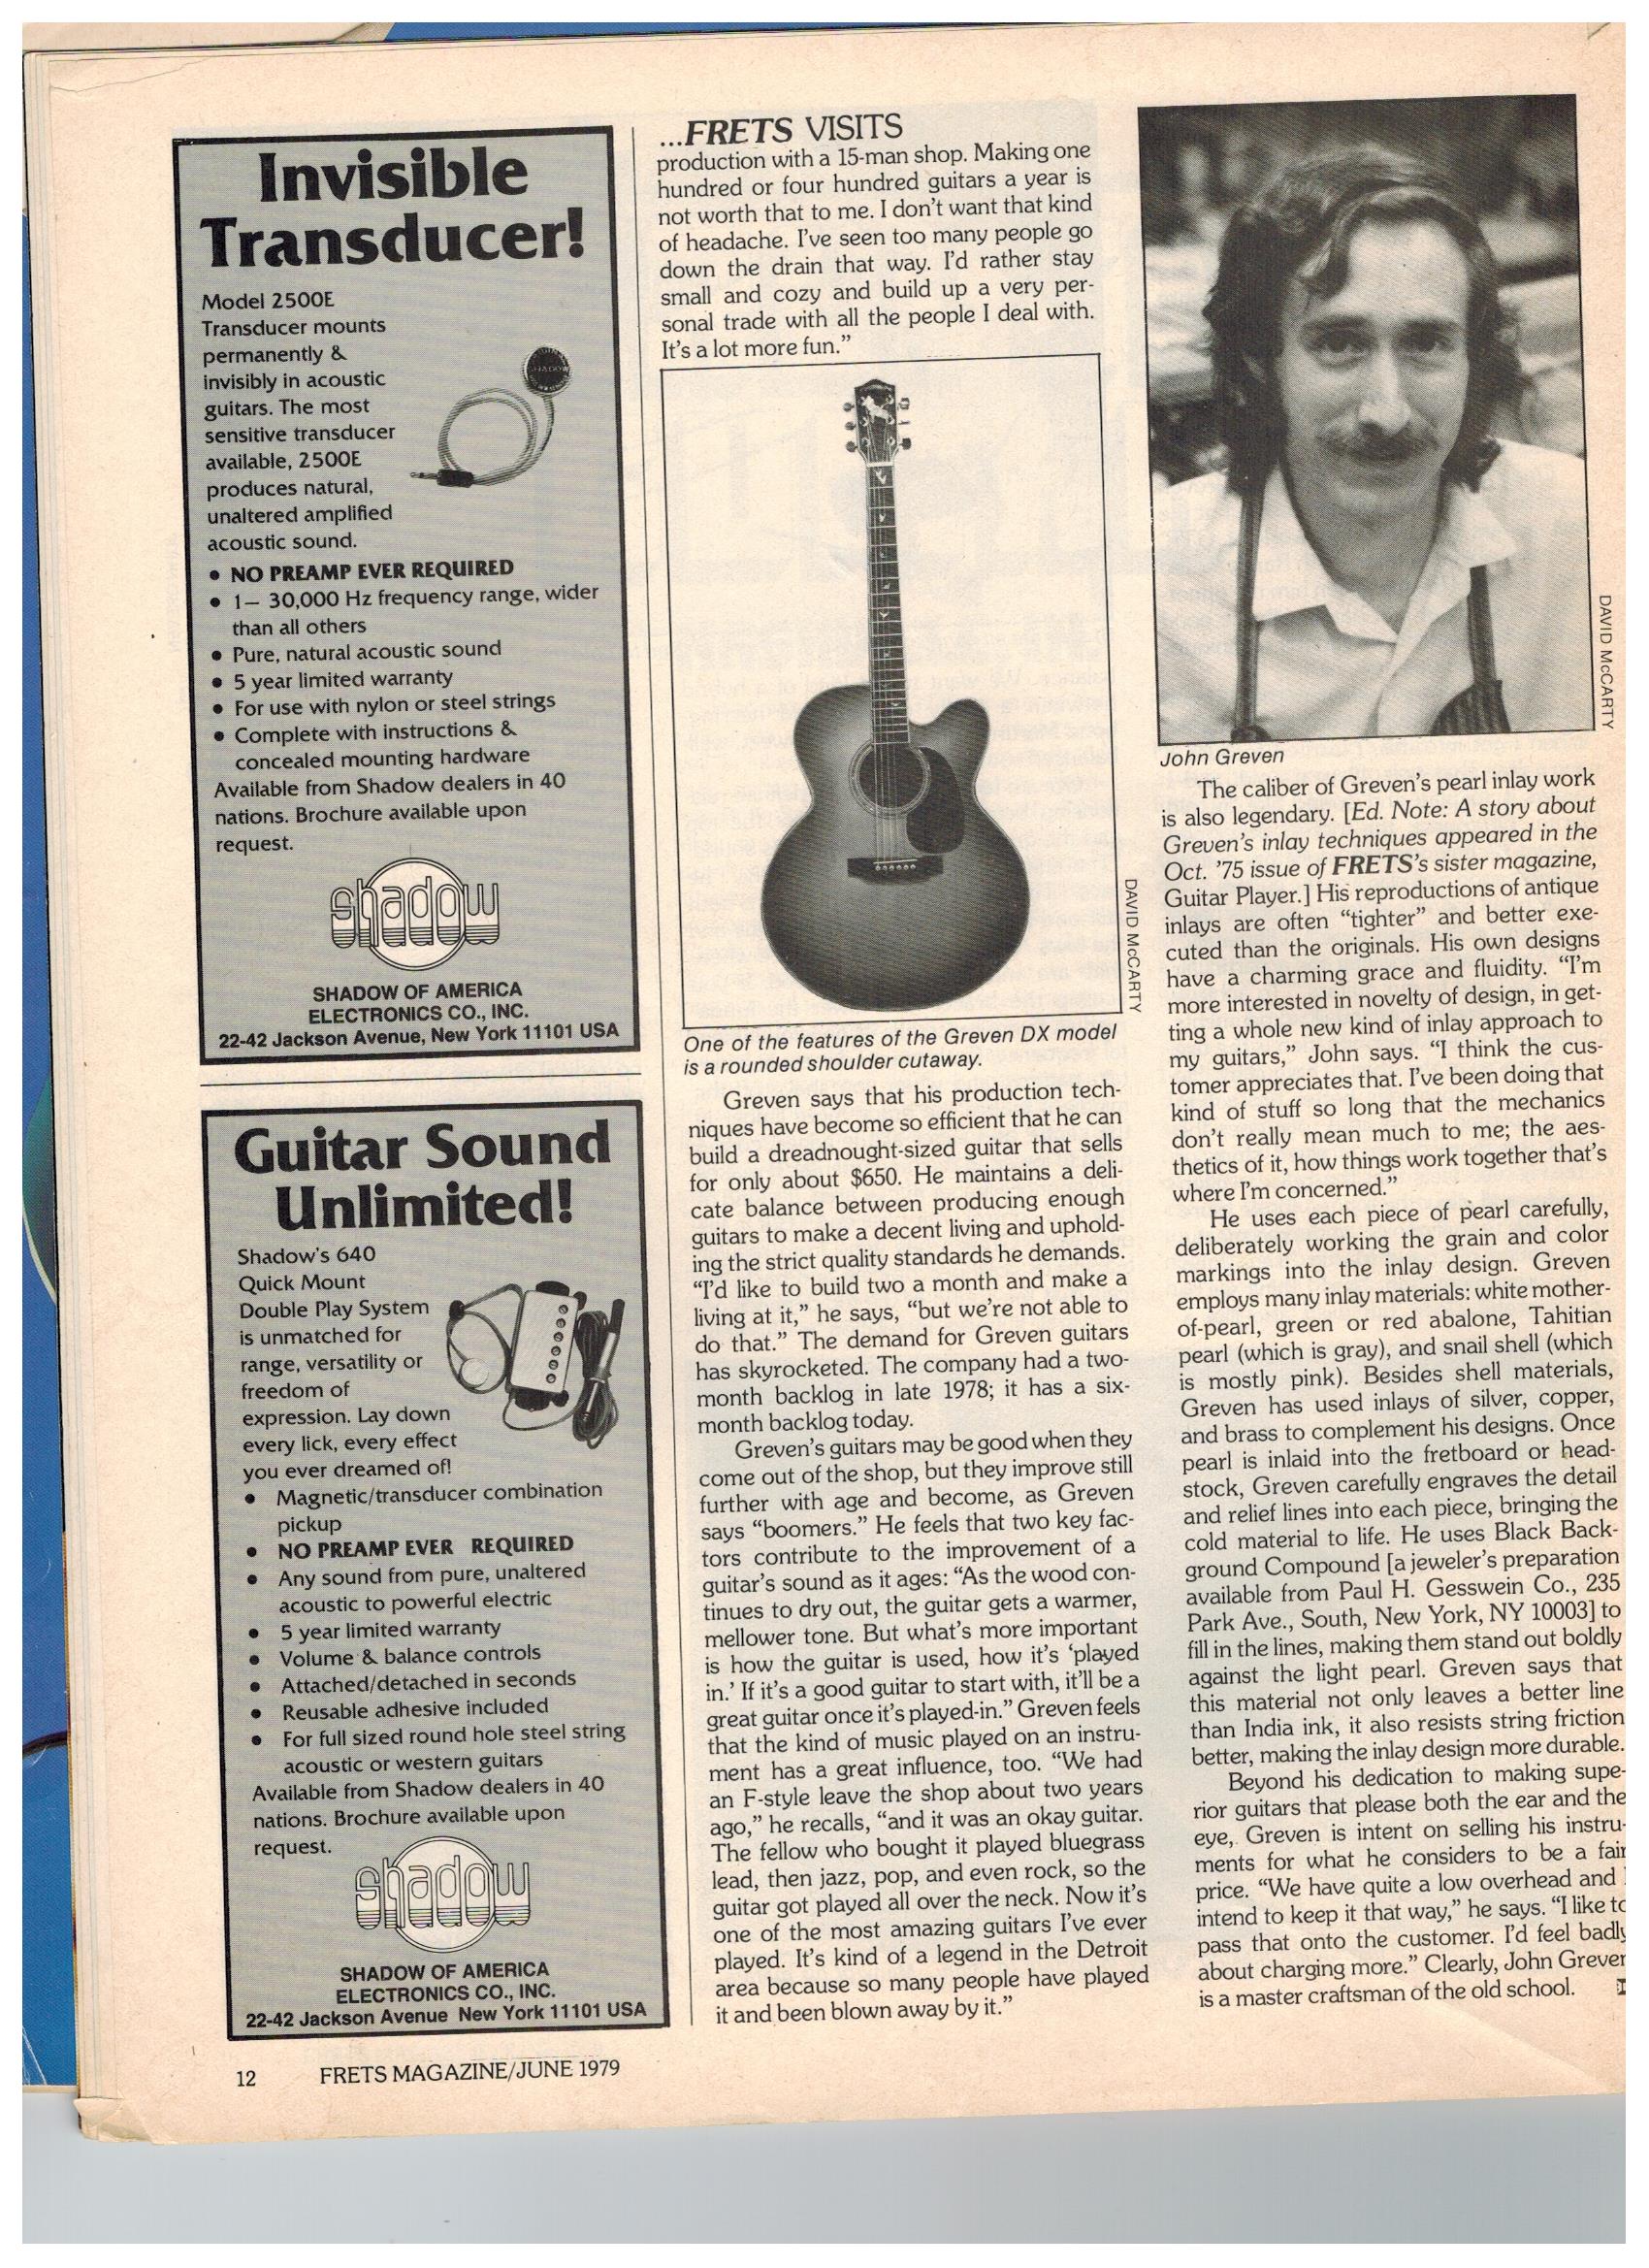 Invisible
Transducer!
Model 2500E
Transducer mounts
permanently &
invisibly in acoustic
guitars. The most
sensitive transducer
available, 2500E
produces natural,
unaltered amplified
acoustic sound.
SHADOW
• NO PREAMP EVER REQUIRED
• 1– 30,000 Hz frequency range, wider
than all others
• Pure, natural acoustic sound
• 5 year limited warranty
• For use with nylon or steel strings
• Complete with instructions &
concealed mounting hardware
Available from Shadow dealers in 40
nations. Brochure available upon
request.
shadow
SHADOW OF AMERICA
ELECTRONICS CO., INC.
22-42 Jackson Avenue, New York 11101 USA
Guitar Sound
Unlimited!
Shadow's 640
Quick Mount
Double Play System
is unmatched for
range, versatility or
freedom of
expression. Lay down
every lick, every effect
you ever dreamed of!
• Magnetic/transducer combination
pickup
• NO PREAMP EVER REQUIRED
• Any sound from pure, unaltered
acoustic to powerful electric
• 5 year limited warranty
• Volume & balance controls
• Attached/detached in seconds
• Reusable adhesive included
• For full sized round hole steel string
acoustic or western guitars
Available from Shadow dealers in 40
nations. Brochure available upon
request.
shadow
SHADOW OF AMERICA
ELECTRONICS CO., INC.
22-42 Jackson Avenue New York 11101 USA
...FRETS VISITS
production with a 15-man shop. Making one
hundred or four hundred guitars a year is
not worth that to me. I don't want that kind
of headache. I've seen too many people go
down the drain that way. I'd rather stay
small and cozy and build up a very per-
sonal trade with all the people I deal with.
It's a lot more fun.”
DAVID McCARTY
One of the features of the Greven DX model
is a rounded shoulder cutaway.
Greven says that his production tech-
niques have become so efficient that he can
build a dreadnought-sized guitar that sells
for only about $650. He maintains a deli-
cate balance between producing enough
guitars to make a decent living and uphold-
ing the strict quality standards he demands.
“I'd like to build two a month and make a
living at it,” he says, “but we're not able to
do that.” The demand for Greven guitars
has skyrocketed. The company had a two-
month backlog in late 1978; it has a six-
month backlog today.
Greven's guitars may be good when they
come out of the shop, but they improve still
further with age and become, as Greven
says “boomers.” He feels that two key fac-
tors contribute to the improvement of a
guitar's sound as it ages: “As the wood con-
tinues to dry out, the guitar gets a warmer,
mellower tone. But what's more important
is how the guitar is used, how it's ‘played
in.’ If it's a good guitar to start with, it'll be a
great guitar once it's played-in.” Greven feels
that the kind of music played on an instru-
ment has a great influence, too. “We had
an F-style leave the shop about two years
ago,” he recalls, “and it was an okay guitar.
The fellow who bought it played bluegrass
lead, then jazz, pop, and even rock, so the
guitar got played all over the neck. Now it's
one of the most amazing guitars I've ever
played. It's kind of a legend in the Detroit
area because so many people have played
it and been blown away by it.”
DAVID McCARTY
John Greven
The caliber of Greven's pearl inlay work
is also legendary. [Ed. Note: A story about
Greven's inlay techniques appeared in the
Oct. '75 issue of FRETS's sister magazine,
Guitar Player.] His reproductions of antique
inlays are often “tighter” and better exe-
cuted than the originals. His own designs
have a charming grace and fluidity. “I'm
more interested in novelty of design, in get-
ting a whole new kind of inlay approach to
my guitars,” John says. “I think the cus-
tomer appreciates that. I've been doing that
kind of stuff so long that the mechanics
don't really mean much to me; the aes-
thetics of it, how things work together that's
where I'm concerned.”
He uses each piece of pearl carefully,
deliberately working the grain and color
markings into the inlay design. Greven
employs many inlay materials: white mother-
of-pearl, green or red abalone, Tahitian
pearl (which is gray), and snail shell (which
is mostly pink). Besides shell materials,
Greven has used inlays of silver, copper,
and brass to complement his designs. Once
pearl is inlaid into the fretboard or head-
stock, Greven carefully engraves the detail
and relief lines into each piece, bringing the
cold material to life. He uses Black Back-
ground Compound [a jeweler's preparation
available from Paul H. Gesswein Co., 235
Park Ave., South, New York, NY 10003] to
fill in the lines, making them stand out boldly
against the light pearl. Greven says that
this material not only leaves a better line
than India ink, it also resists string friction
better, making the inlay design more durable.
Beyond his dedication to making supe-
rior guitars that please both the ear and the
eye, Greven is intent on selling his instru-
ments for what he considers to be a fair
price. “We have quite a low overhead and I
intend to keep it that way,” he says. “I like to
pass that onto the customer. I'd feel badly
about charging more.” Clearly, John Greven
is a master craftsman of the old school.
12 FRETS MAGAZINE/JUNE 1979